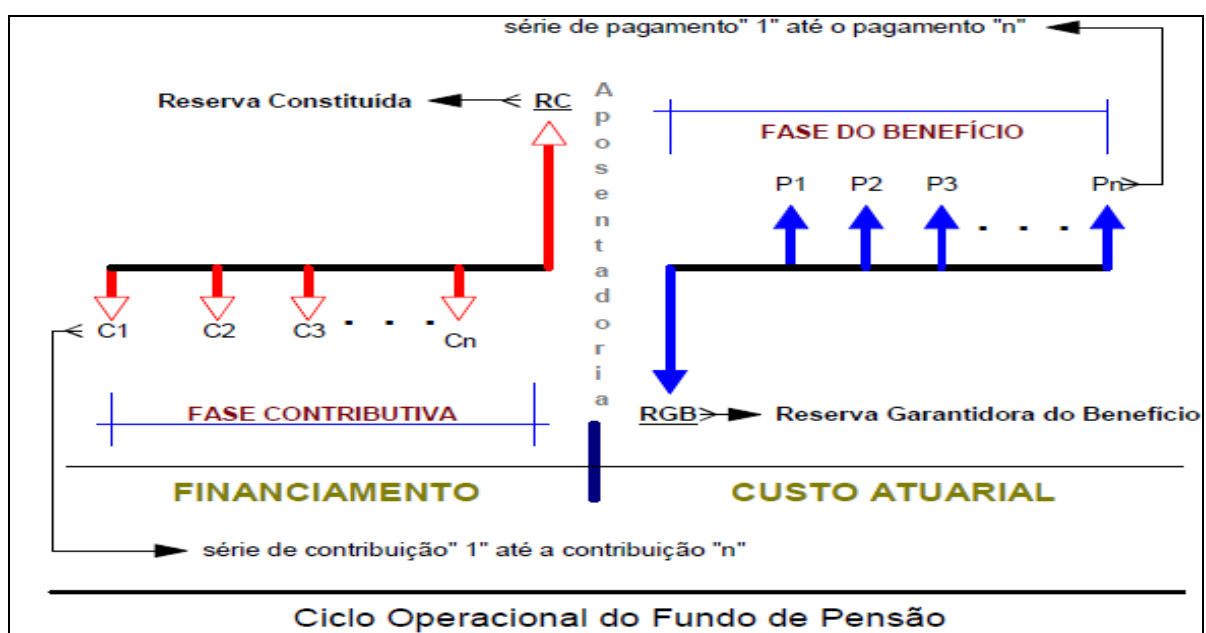 série de pagamento" 1" até o pagamento "n"
Reserva Constituída RC
Aposentadoria
FASE DO BENEFÍCIO
P1 P2 P3 . . . Pn
C1 C2 C3 . . . Cn
FASE CONTRIBUTIVA
RGB Reserva Garantidora do Benefício
FINANCIAMENTO
CUSTO ATUARIAL
série de contribuição" 1" até a contribuição "n"
Ciclo Operacional do Fundo de Pensão